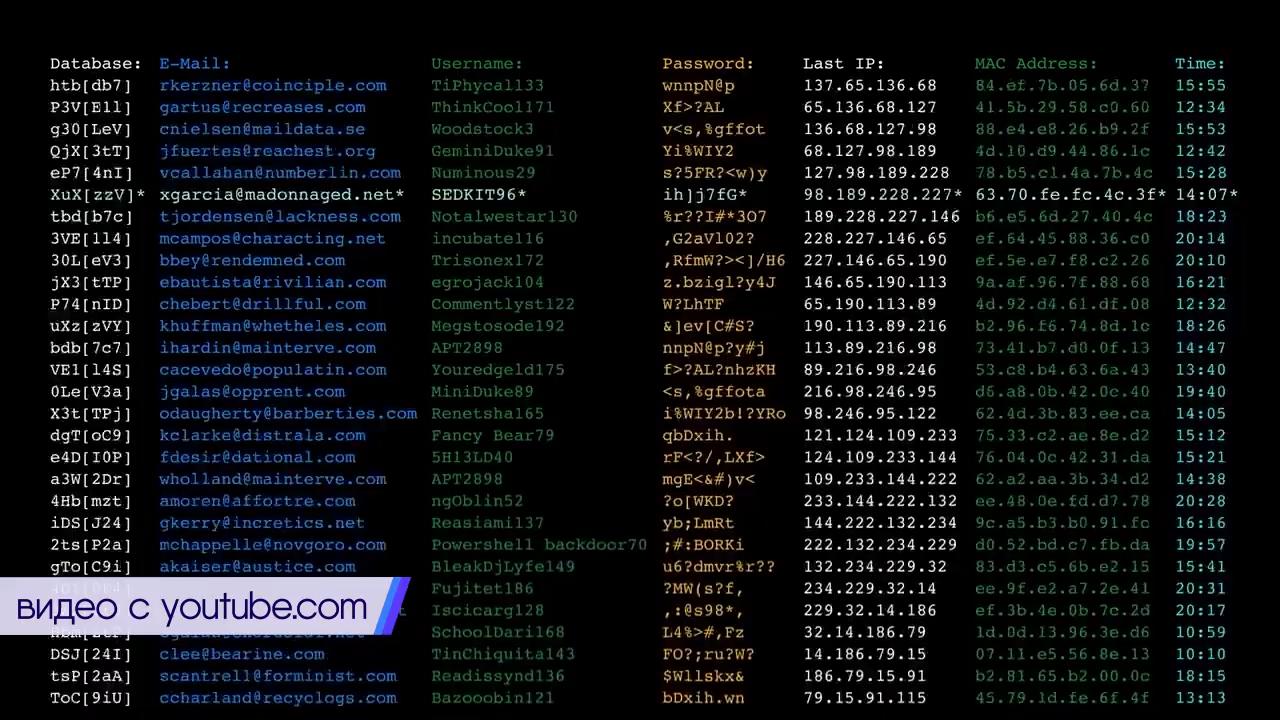 Database: E-Mail: Username: Password: Last IP: MAC Address: Time:
htb[db7] rkerzner@coinciple.com TiPhycall33 wnnpN@p 137.65.136.68 84.ef.7b.05.6d.37 15:55
P3V[E1l] gartus@recreases.com ThinkCool171 Xf>?AL 65.136.68.127 41.5b.29.58.c0.60 12:34
g30[LeV] cnielsen@maildata.se Woodstock3 v<s,%gffot 136.68.127.98 88.e4.e8.26.b9.2f 15:53
QjX[3tT] jfuertes@reachest.org GeminiDuke91 Yi%WIY2 68.127.98.189 4d.10.d9.44.86.1c 12:42
eP7[4nI] vcallahan@numberlin.com Numinous29 s?5FR?<w)y 127.98.189.228 78.b5.c1.4a.7b.4c 15:28
XuX[zzV]* xgarcia@madonnaged.net* SEDKIT96* ih]j7fG* 98.189.228.227* 63.70.fe.fc.4c.3f* 14:07*
tbd[b7c] tjordensen@lackness.com Notalwestar130 %r??I#*3O7 189.228.227.146 b6.e5.6d.27.40.4c 18:23
3VE[1l4] mcampos@characting.net incubate116 ,G2aVl02? 228.227.146.65 ef.64.45.88.36.c0 20:14
30L[eV3] bbey@rendemned.com Trisonex172 ,RfmW?><]/H6 227.146.65.190 ef.5e.e7.f8.c2.26 20:10
jX3[tTP] ebautista@rivilian.com egrojack104 z.bzigl?y4J 146.65.190.113 9a.af.96.7f.88.68 16:21
P74[nID] chebert@drillful.com Commentlyst122 W?LhTF 65.190.113.89 4d.92.d4.61.df.08 12:32
uXz[zVY] khuffman@whetheles.com Megstosode192 &]ev[C#S? 190.113.89.216 b2.96.f6.74.8d.1c 18:26
bdb[7c7] ihardin@mainterve.com APT2898 nnpN@p?y#j 113.89.216.98 73.41.b7.d0.0f.13 14:47
VE1[l4S] cacevedo@populatin.com Youredgeld175 f>?AL?nhzKH 89.216.98.246 53.c8.b4.63.6a.43 13:40
0Le[V3a] jgalas@opprent.com MiniDuke89 <s,%gffota 216.98.246.95 d6.a8.0b.42.0c.40 19:40
X3t[TPj] odaugherty@barberties.com Renetsha165 i%WIY2b!?YRo 98.246.95.122 62.4d.3b.83.ee.ca 14:05
dgT[oC9] kclarke@distrala.com Fancy Bear79 qbDxih. 121.124.109.233 75.33.c2.ae.8e.d2 15:12
e4D[I0P] fdesir@dational.com 5H13LD40 rF<?/,LXf> 124.109.233.144 76.04.0c.42.31.da 15:21
a3W[2Dr] wholland@mainterve.com APT2898 mgE<&#)v< 109.233.144.222 62.a2.aa.3b.34.d2 14:38
4Hb[mzt] amoren@affortre.com ngOblin52 ?o[WKD? 233.144.222.132 ee.48.0e.fd.d7.78 20:28
iDS[J24] gkerry@incretics.net Reasiami137 yb;LmRt 144.222.132.234 9c.a5.b3.b0.91.fc 16:16
2ts[P2a] mchappelle@novgoro.com Powershell backdoor70 ;#:BORKi 222.132.234.229 d0.52.bd.c7.fb.da 19:57
gTo[C9i] akaiser@austice.com BleakDjLyfe149 u6?dmvr%r?? 132.234.229.32 83.d3.c5.6b.e2.15 15:41
Fujitet186 ?MW(s?f, 234.229.32.14 ee.9f.e2.a7.41.da 20:31
видео с youtube.com
Iscicarg128 ,:@s98*, 229.32.14.186 ef.3b.4e.0b.7c.2d 20:17
SchoolDari168 L4%>#,Fz 32.14.186.79 1d.0d.13.96.3e.d6 10:59
DSJ[24I] clee@bearine.com TinChiquita143 FO?;ru?W? 14.186.79.15 07.11.e5.56.8e.13 10:10
tsP[2aA] scantrell@forminist.com Readissynd136 $Wllskx& 186.79.15.91 b2.81.65.b2.00.0c 18:15
ToC[9iU] ccharland@recyclogs.com Bazooobin121 bDxih.wn 79.15.91.115 45.79.1d.fe.6f.4f 13:13